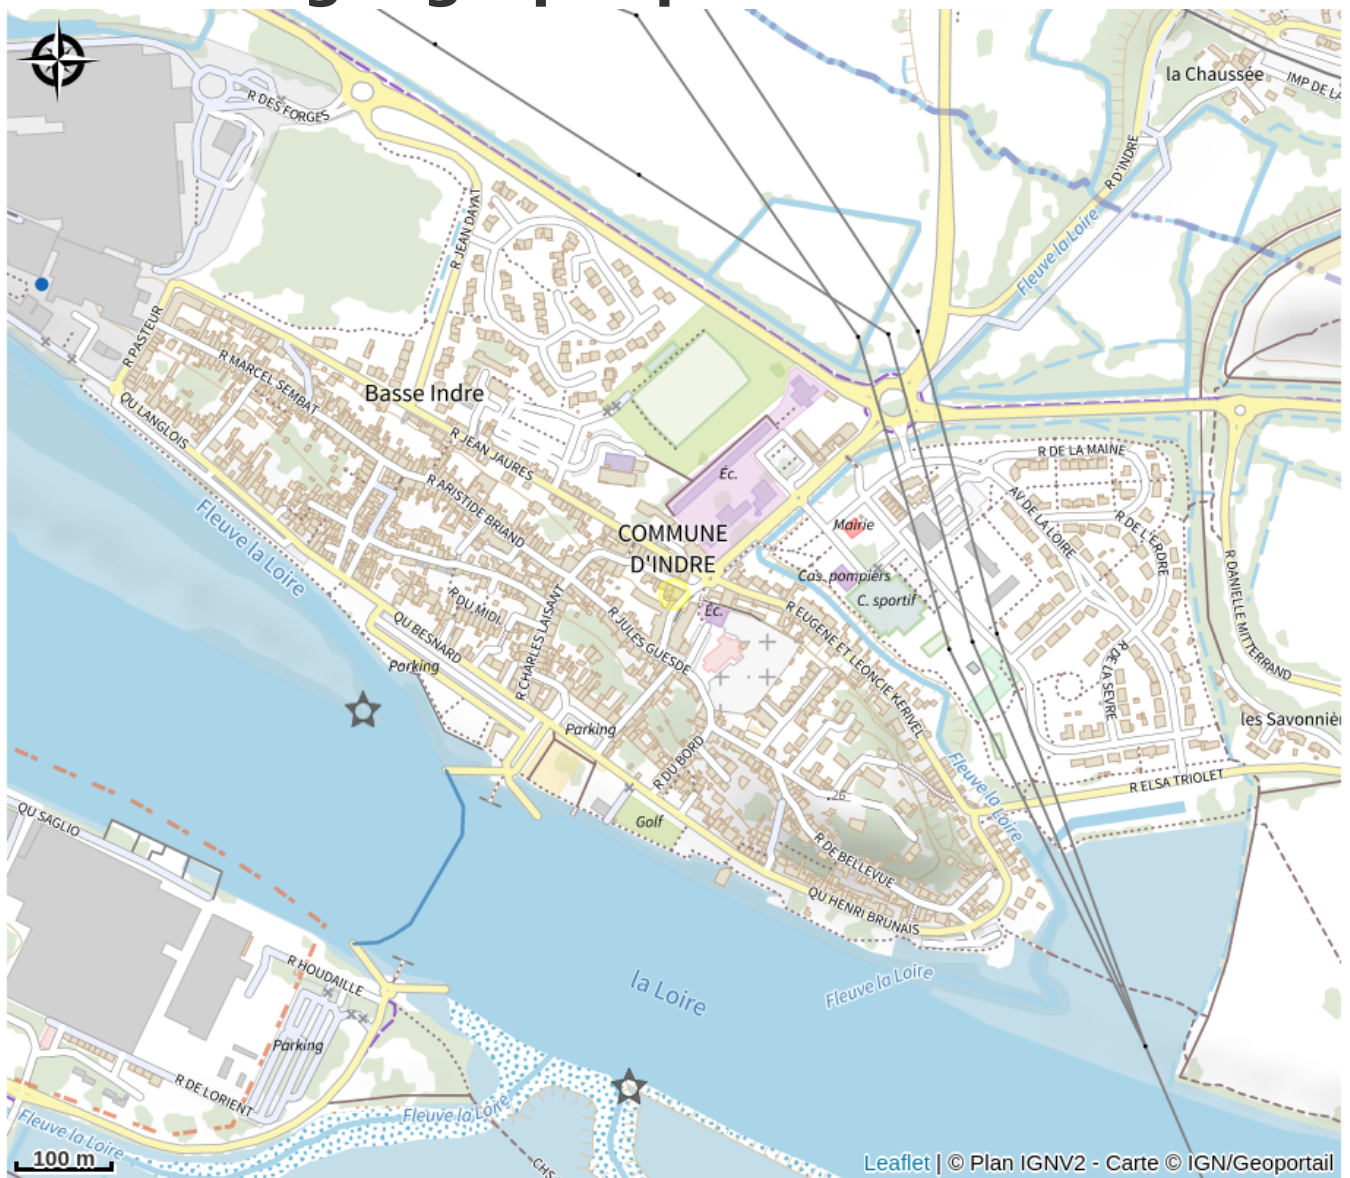 la Chaussée
IMP DE LA
R DES FORGES
R D'INDRE
R JEAN DAYAT
Fleuve la Loire
R PASTEUR
R MARCEL SEMBAT
Basse Indre
QU LANGLOIS
R JEAN JAURES
R DE LA MAINE
Éc.
R ARISTIDE BRIAND
AV DE LA LOIRE
R DE L'ERDRE
Fleuve la Loire
COMMUNE
D'INDRE
Mairie
Cas. pompiers
C. sportif
R DANIELLE MITTERRAND
R DU MIDI
R CHARLES LAISANT
R JULES GUESDE
Éc.
R EUGENE ET LEONCIE KERIVEL
QU BESNARD
Parking
R DE LA SEVRE
les Savonniè
Parking
R DU BORD
Fleuve la Loire
R ELSA TRIOLET
26
QU SAGLIO
Golf
R DE BELLEVUE
QU HENRI BRUNAIS
R HOUDAILLE
la Loire
Fleuve la Loire
Parking
R DE LORIENT
Fleuve la Loire
Fleuve la Loire
CHS
100 m
Leaflet | © Plan IGNV2 - Carte © IGN/Geoportail